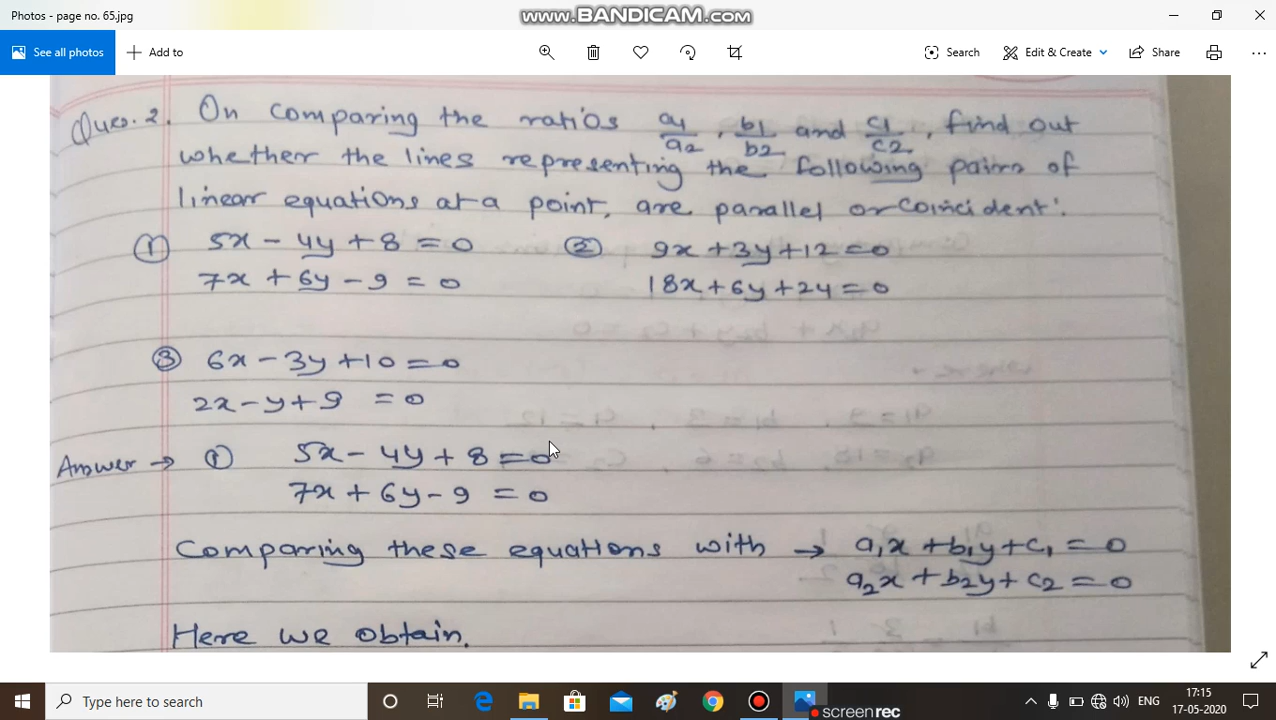 Photos - page no. 65.jpg
www.BANDICAM.com
See all photos
Add to
Search
Edit & Create
Share
Ques. 2. On comparing the ratios a1/a2, b1/b2 and c1/c2, find out
whether the lines representing the following pairs of
linear equations at a point, are parallel or coincident:
① 5x - 4y + 8 = 0
7x + 6y - 9 = 0
② 9x + 3y + 12 = 0
18x + 6y + 24 = 0
③ 6x - 3y + 10 = 0
2x - y + 9 = 0
Answer → ① 5x - 4y + 8 = 0
7x + 6y - 9 = 0
Comparing these equations with → a1x + b1y + c1 = 0
a2x + b2y + c2 = 0
Here we obtain.
Type here to search
ENG
17:15
17-05-2020
screen rec